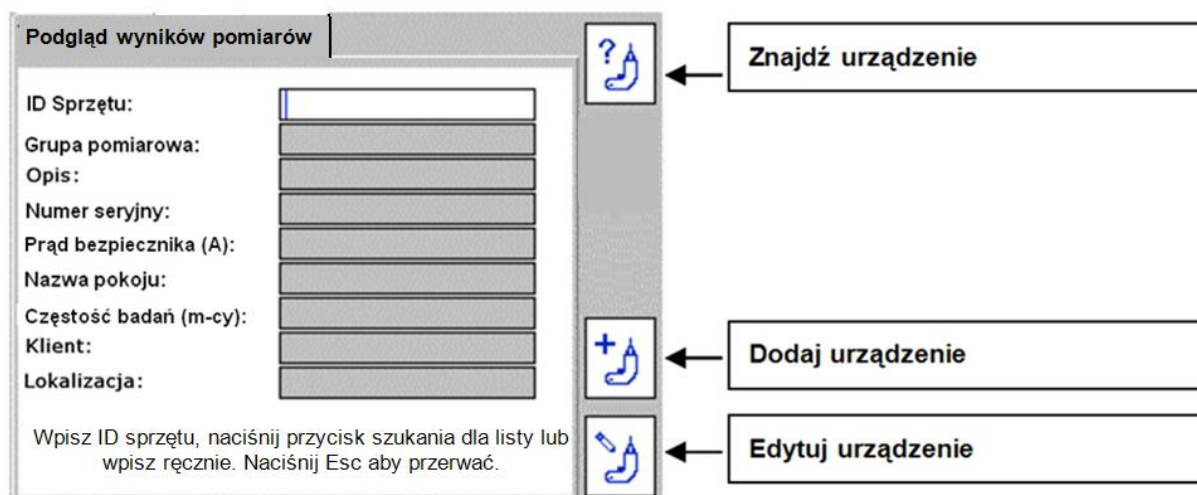 Podgląd wyników pomiarów
Znajdź urządzenie
ID Sprzętu:
Grupa pomiarowa:
Opis:
Numer seryjny:
Prąd bezpiecznika (A):
Nazwa pokoju:
Częstość badań (m-cy):
Klient:
Lokalizacja:
Dodaj urządzenie
Wpisz ID sprzętu, naciśnij przycisk szukania dla listy lub
wpisz ręcznie. Naciśnij Esc aby przerwać.
Edytuj urządzenie